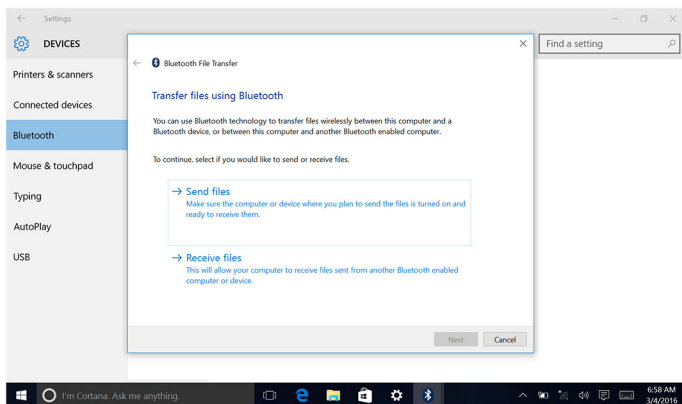 Settings
DEVICES
Find a setting
Printers & scanners
Connected devices
Bluetooth
Mouse & touchpad
Typing
AutoPlay
USB
Bluetooth File Transfer
Transfer files using Bluetooth
You can use Bluetooth technology to transfer files wirelessly between this computer and a
Bluetooth device, or between this computer and another Bluetooth enabled computer.
To continue, select if you would like to send or receive files.
Send files
Make sure the computer or device where you plan to send the files is turned on and
ready to receive them.
Receive files
This will allow your computer to receive files sent from another Bluetooth enabled
computer or device.
Next
Cancel
I'm Cortana. Ask me anything.
6:58 AM
3/4/2016